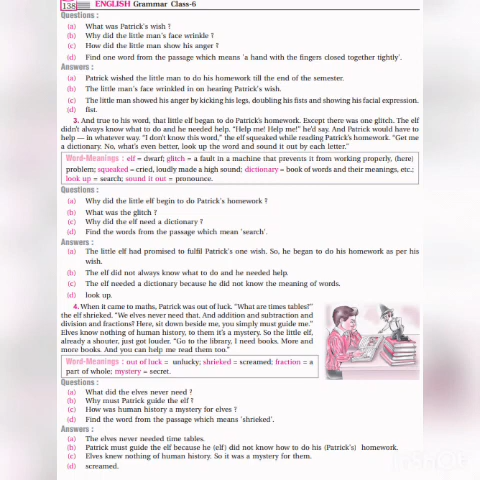 138 ENGLISH Grammar Class-6
Questions :
(a) What was Patrick's wish ?
(b) Why did the little man's face wrinkle ?
(c) How did the little man show his anger ?
(d) Find one word from the passage which means 'a hand with the fingers closed together tightly'.
Answers :
(a) Patrick wished the little man to do his homework till the end of the semester.
(b) The little man's face wrinkled in on hearing Patrick's wish.
(c) The little man showed his anger by kicking his legs, doubling his fists and showing his facial expression.
(d) fist.
3. And true to his word, that little elf began to do Patrick's homework. Except there was one glitch. The elf
didn't always know what to do and he needed help. "Help me! Help me!" he'd say. And Patrick would have to
help — in whatever way. "I don't know this word," the elf squeaked while reading Patrick's homework. "Get me
a dictionary. No, what's even better, look up the word and sound it out by each letter."
Word-Meanings : elf = dwarf; glitch = a fault in a machine that prevents it from working properly, (here)
problem; squeaked = cried, loudly made a high sound; dictionary = book of words and their meanings, etc.;
look up = search; sound it out = pronounce.
Questions :
(a) Why did the little elf begin to do Patrick's homework ?
(b) What was the glitch ?
(c) Why did the elf need a dictionary ?
(d) Find the words from the passage which mean 'search'.
Answers :
(a) The little elf had promised to fulfil Patrick's one wish. So, he began to do his homework as per his
wish.
(b) The elf did not always know what to do and he needed help.
(c) The elf needed a dictionary because he did not know the meaning of words.
(d) look up.
4. When it came to maths, Patrick was out of luck. "What are times tables?"
the elf shrieked. "We elves never need that. And addition and subtraction and
division and fractions? Here, sit down beside me, you simply must guide me."
Elves know nothing of human history, to them it's a mystery. So the little elf,
already a shouter, just got louder. "Go to the library, I need books. More and
more books. And you can help me read them too."
Word-Meanings : out of luck = unlucky; shrieked = screamed; fraction = a
part of whole; mystery = secret.
Questions :
(a) What did the elves never need ?
(b) Why must Patrick guide the elf ?
(c) How was human history a mystery for elves ?
(d) Find the word from the passage which means 'shrieked'.
Answers :
(a) The elves never needed time tables.
(b) Patrick must guide the elf because he (elf) did not know how to do his (Patrick's) homework.
(c) Elves knew nothing of human history. So it was a mystery for them.
(d) screamed.